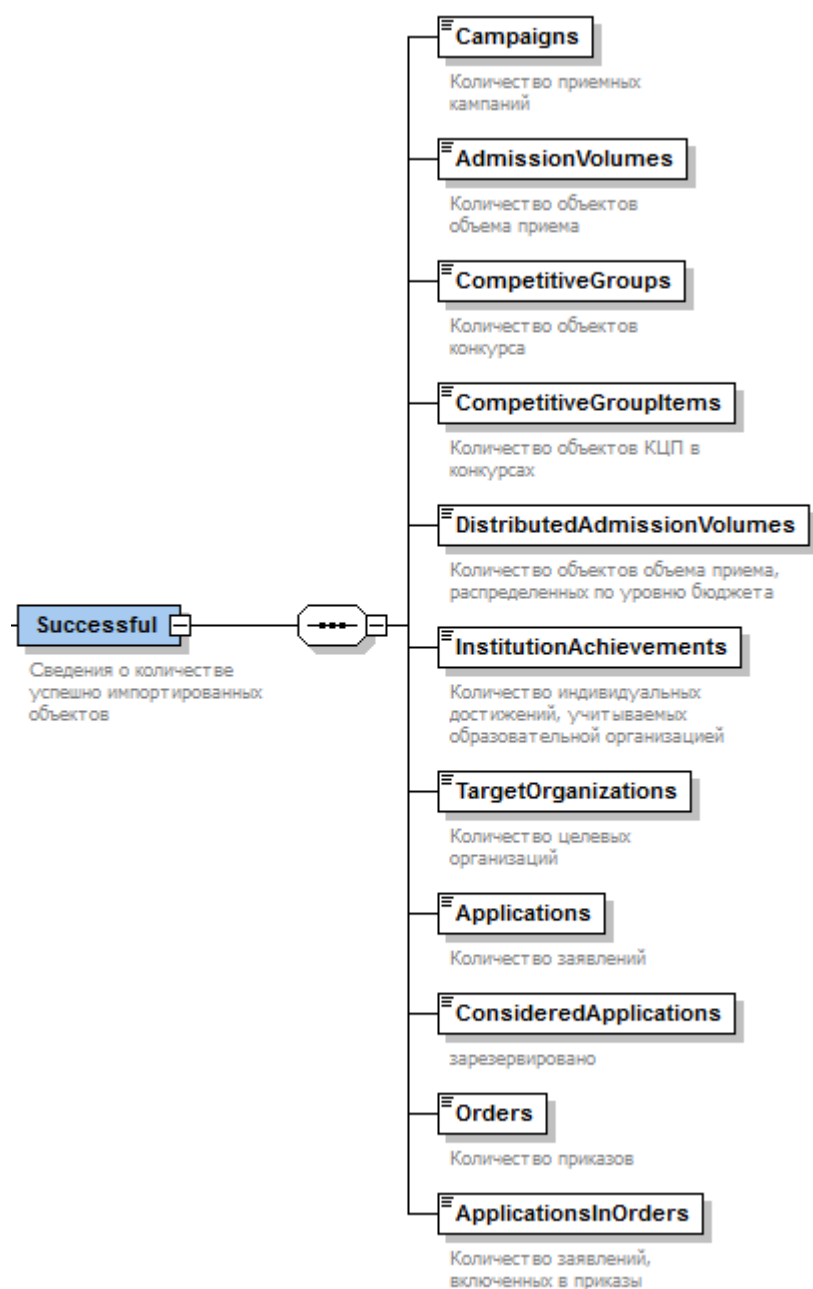 Campaigns
Количество приемных
кампаний
AdmissionVolumes
Количество объектов
объема приема
CompetitiveGroups
Количество объектов
конкурса
CompetitiveGroupItems
Количество объектов КЦП в
конкурсах
DistributedAdmissionVolumes
Количество объектов объема приема,
распределенных по уровню бюджета
Successful
Сведения о количестве
успешно импортированных
объектов
InstitutionAchievements
Количество индивидуальных
достижений, учитываемых
образовательной организацией
TargetOrganizations
Количество целевых
организаций
Applications
Количество заявлений
ConsideredApplications
зарезервировано
Orders
Количество приказов
ApplicationsInOrders
Количество заявлений,
включенных в приказы